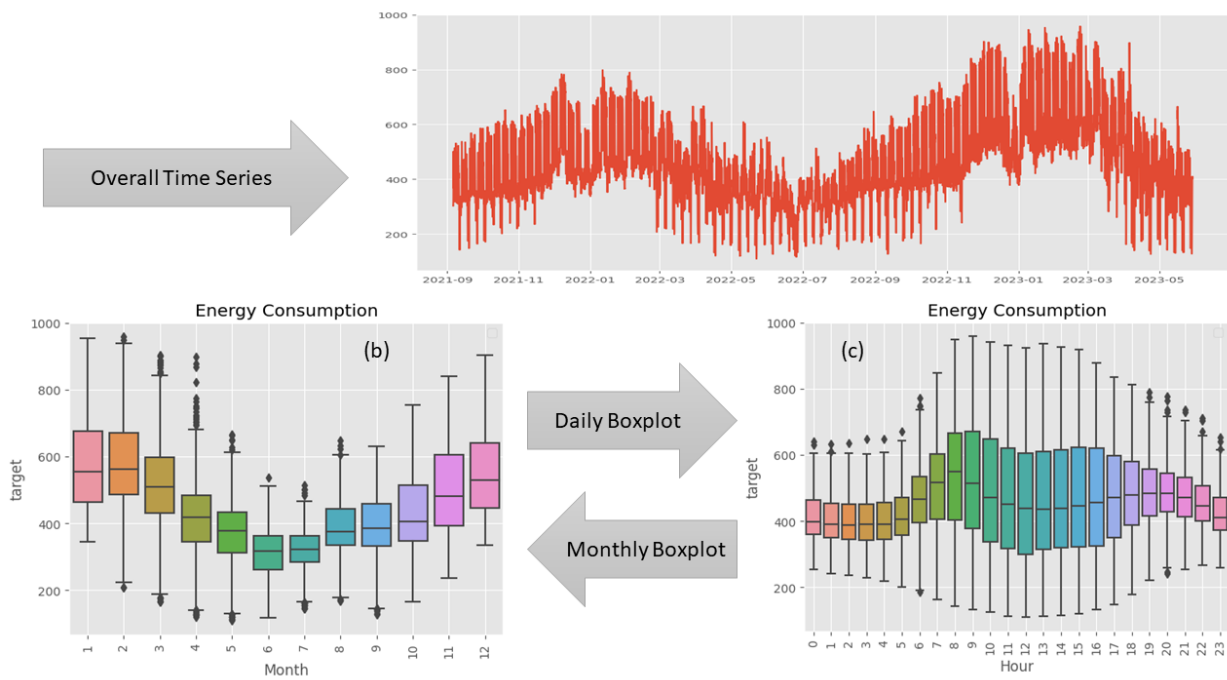 1000
800
600
400
200
2021-09 2021-11 2022-01 2022-03 2022-05 2022-07 2022-09 2022-11 2023-01 2023-03 2023-05
Overall Time Series
Energy Consumption
(b)
1000
800
600
400
200
target
1 2 3 4 5 6 7 8 9 10 11 12
Month
Daily Boxplot
Monthly Boxplot
Energy Consumption
(c)
1000
800
600
400
200
target
0 1 2 3 4 5 6 7 8 9 10 11 12 13 14 15 16 17 18 19 20 21 22 23
Hour